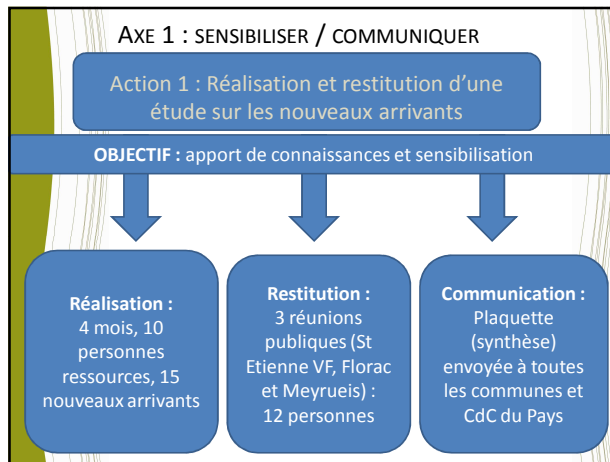 AXE 1 : SENSIBILISER / COMMUNIQUER
Action 1 : Réalisation et restitution d'une
étude sur les nouveaux arrivants
OBJECTIF : apport de connaissances et sensibilisation
Réalisation :
4 mois, 10
personnes
ressources, 15
nouveaux arrivants
Restitution :
3 réunions
publiques (St
Etienne VF, Florac
et Meyrueis) :
12 personnes
Communication :
Plaquette
(synthèse)
envoyée à toutes
les communes et
CdC du Pays